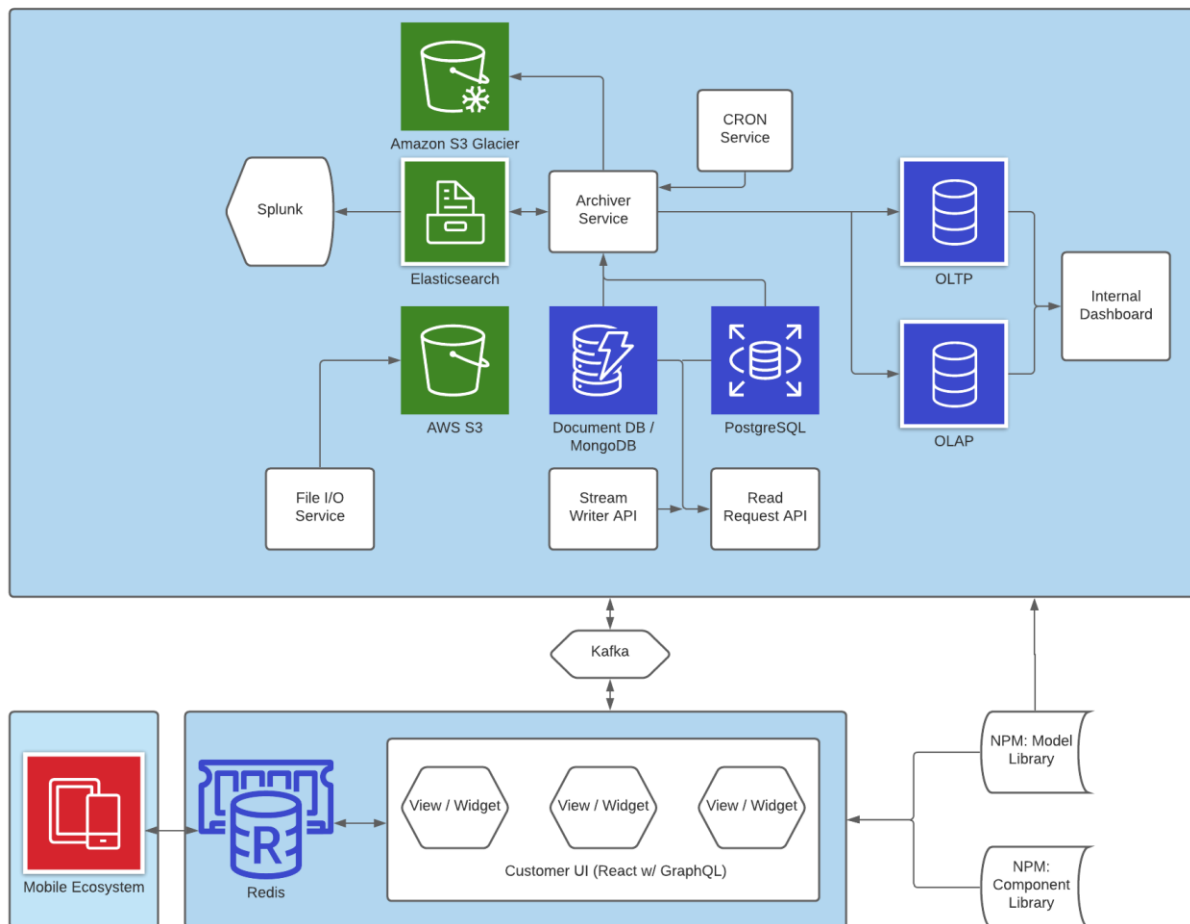 Amazon S3 Glacier
CRON
Service
Splunk
Elasticsearch
Archiver
Service
OLTP
Internal
Dashboard
AWS S3
Document DB /
MongoDB
PostgreSQL
OLAP
File I/O
Service
Stream
Writer API
Read
Request API
Kafka
NPM: Model
Library
Mobile Ecosystem
R
Redis
View / Widget
View / Widget
View / Widget
Customer UI (React w/ GraphQL)
NPM:
Component
Library